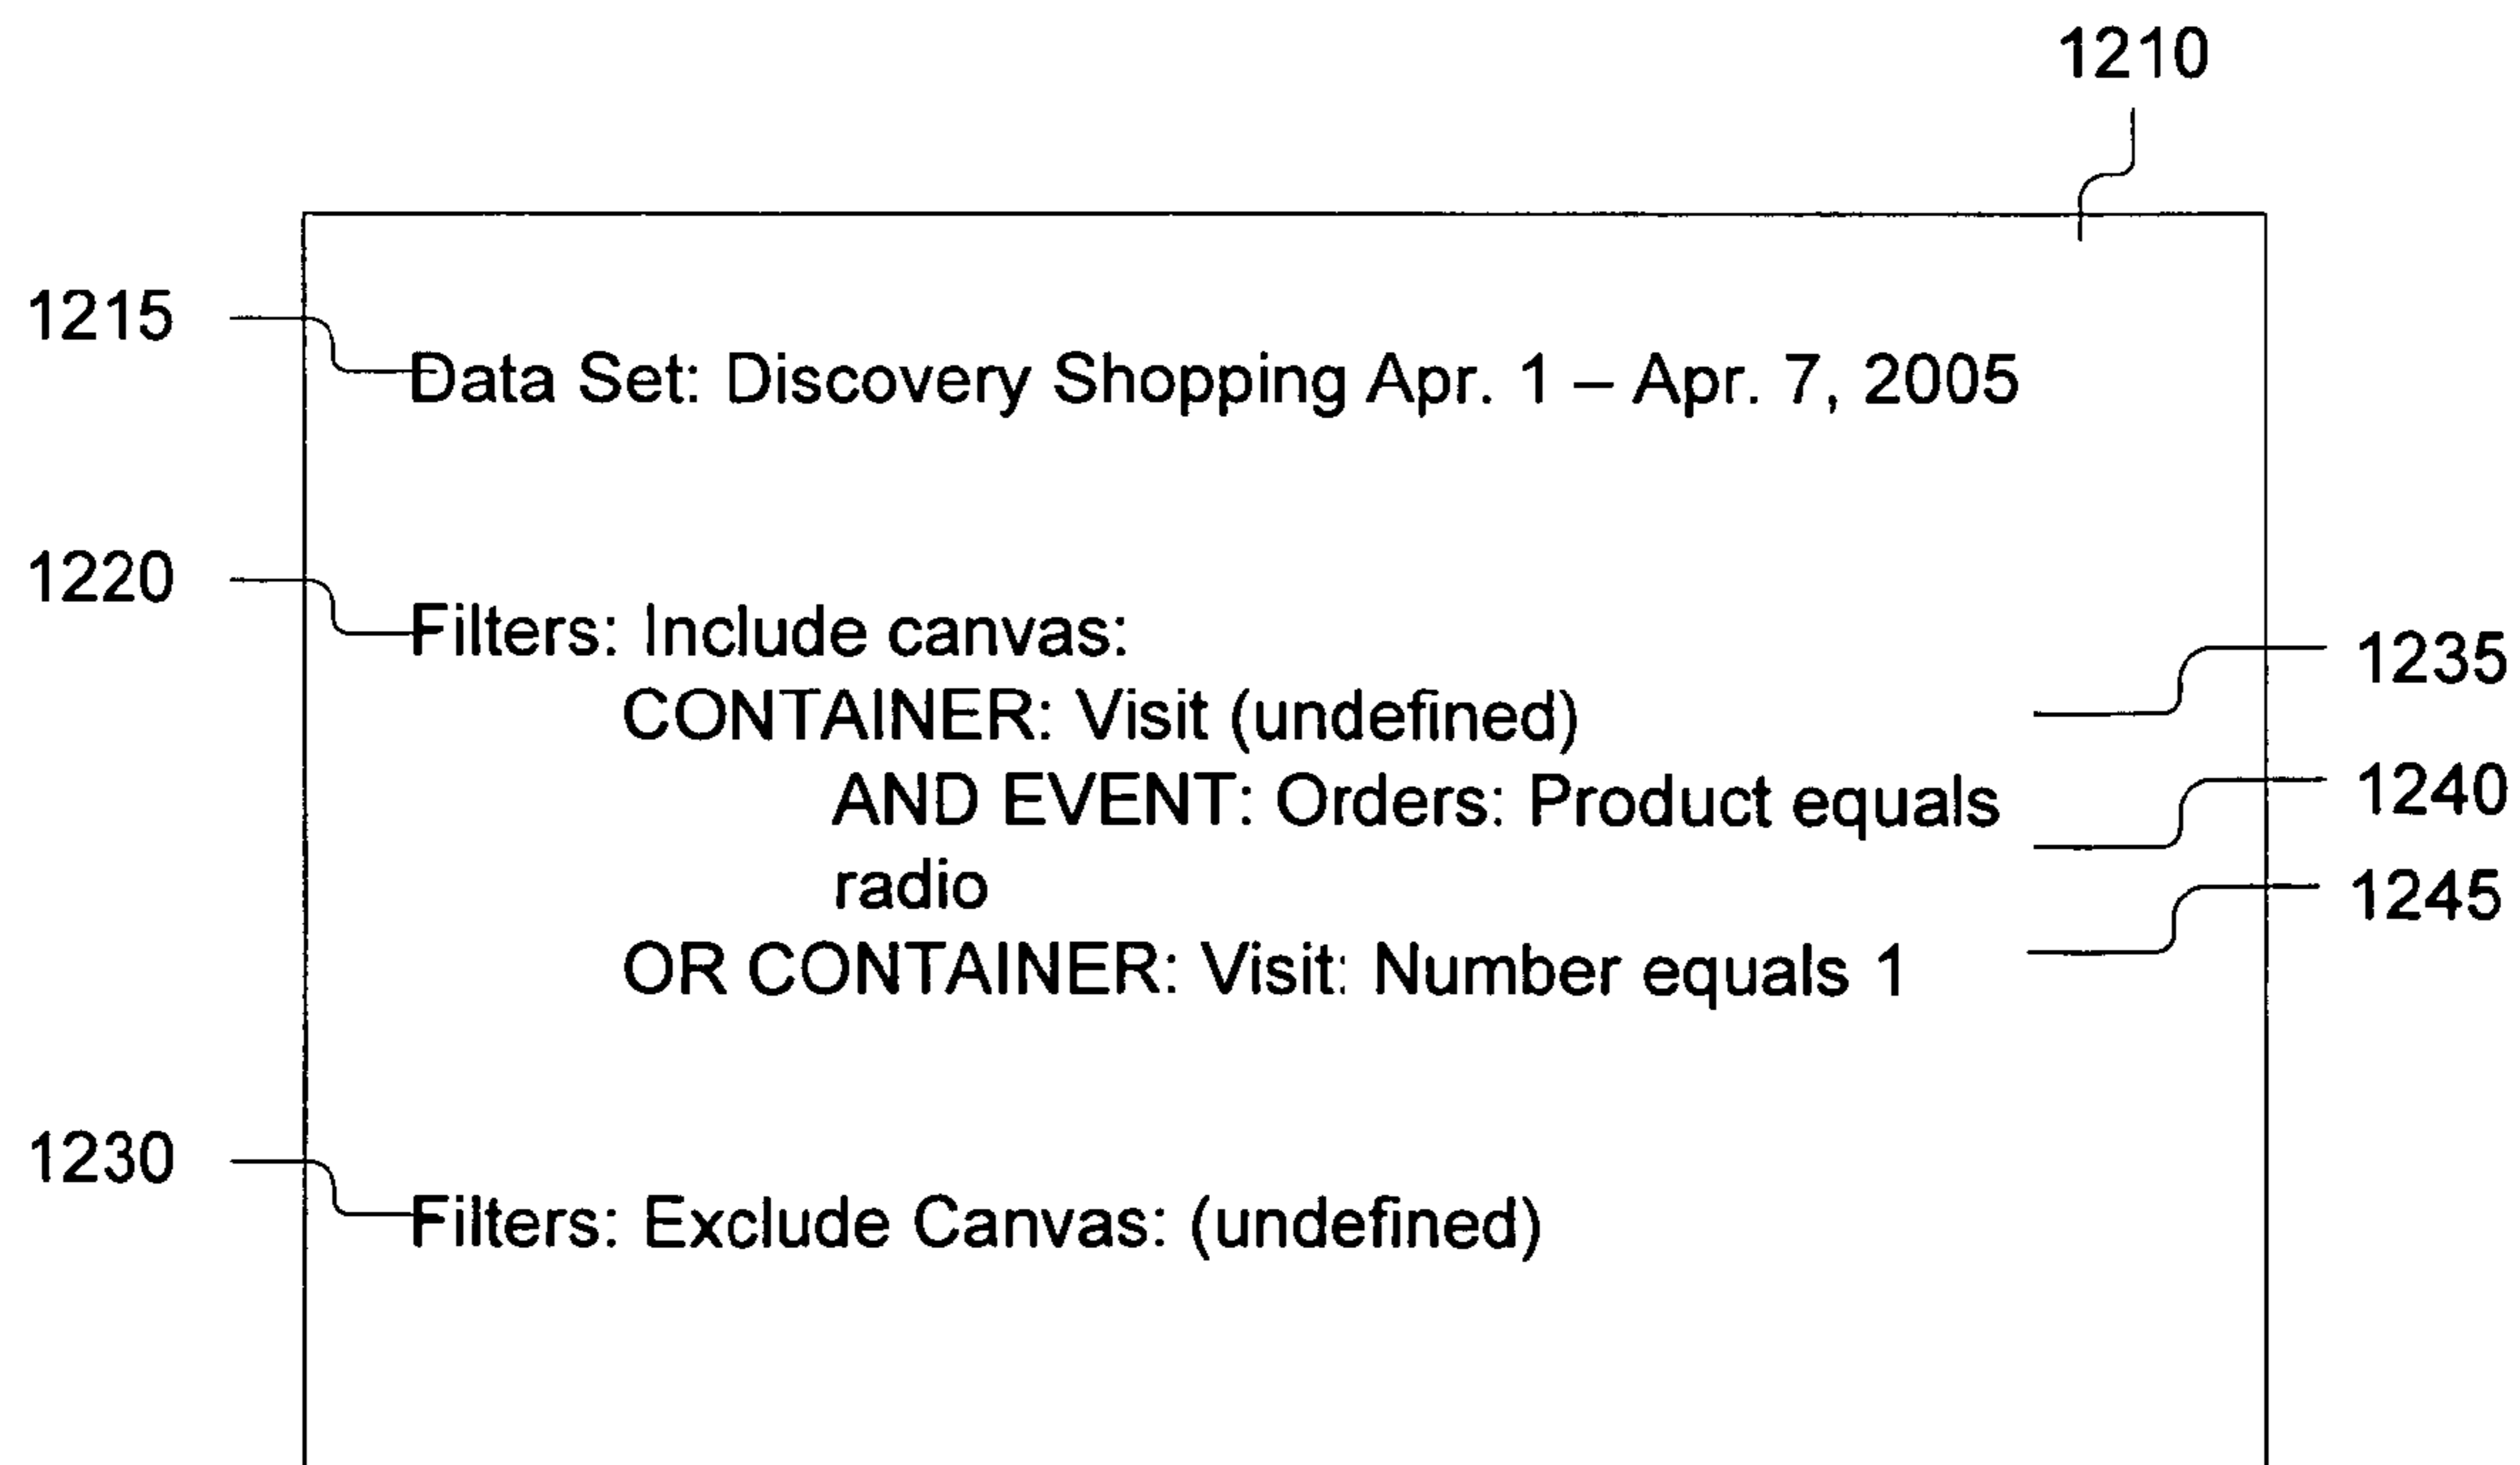 1210
1215
Data Set: Discovery Shopping Apr. 1 – Apr. 7, 2005
1220
Filters: Include canvas:
1235
CONTAINER: Visit (undefined)
1240
AND EVENT: Orders: Product equals
radio
1245
OR CONTAINER: Visit: Number equals 1
1230
Filters: Exclude Canvas: (undefined)